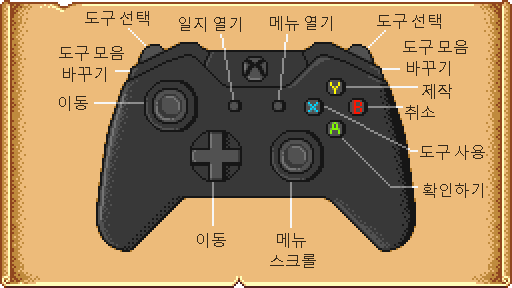 도구 선택
일지 열기
메뉴 열기
도구 선택
도구 모음
바꾸기
도구 모음
바꾸기
이동
Y
제작
X
B
취소
A
도구 사용
확인하기
이동
메뉴
스크롤